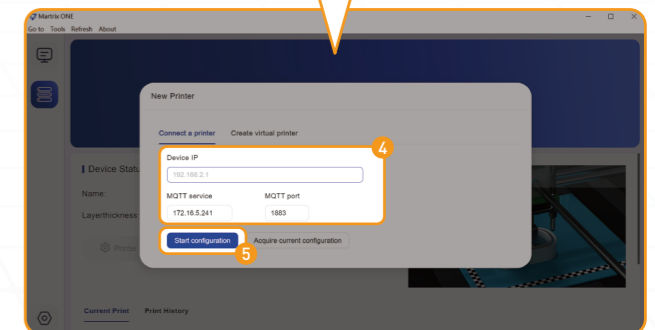 Martrix ONE
Go to Tools Refresh About
New Printer
Connect a printer Create virtual printer
4
Device IP
192.168.2.1
MQTT service MQTT port
172.16.5.241 1883
Start configuration Acquire current configuration
5
Device Statu
Name:
Layerthickness
Prime
Current Print Print History